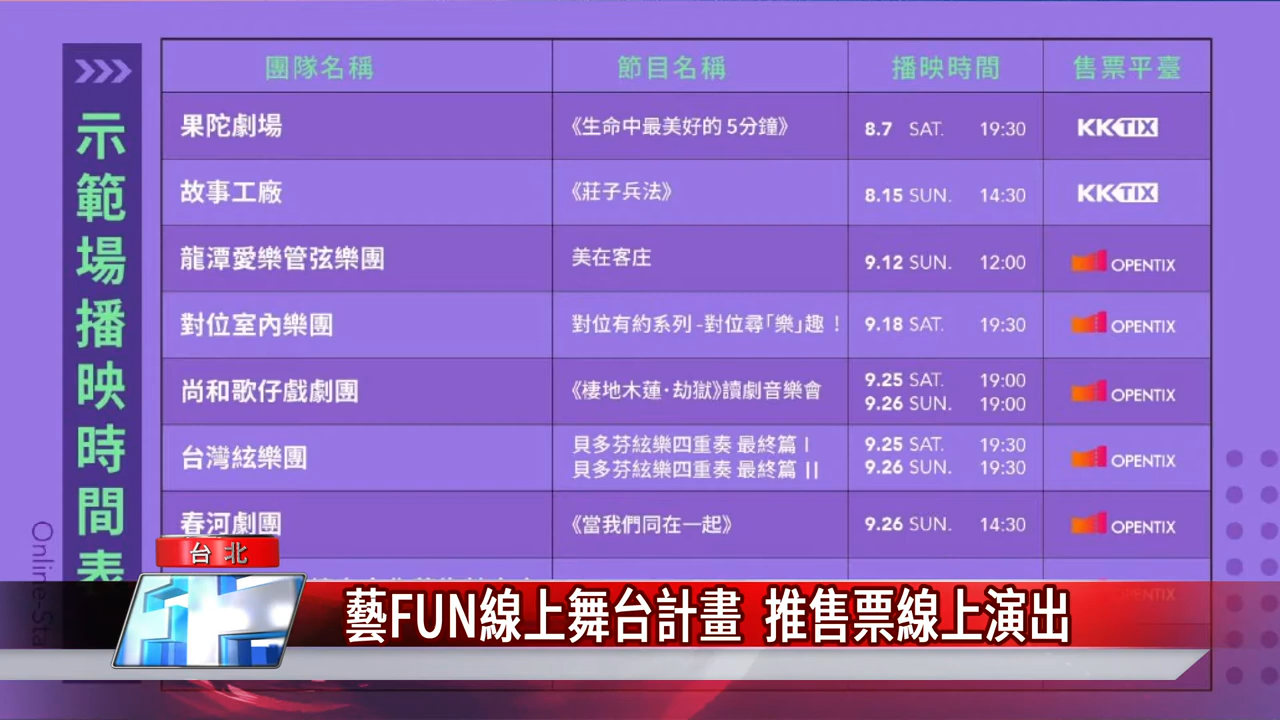 團隊名稱 節目名稱 播映時間 售票平臺
示範場播映時間表
果陀劇場 《生命中最美好的 5分鐘》 8.7 SAT. 19:30 KKTIX
故事工廠 《莊子兵法》 8.15 SUN. 14:30 KKTIX
龍潭愛樂管弦樂團 美在客庄 9.12 SUN. 12:00 OPENTIX
對位室內樂團 對位有約系列-對位尋「樂」趣！ 9.18 SAT. 19:30 OPENTIX
尚和歌仔戲劇團 《棲地木蓮·劫獄》讀劇音樂會 9.25 SAT. 19:00 OPENTIX
9.26 SUN. 19:00
台灣絃樂團 貝多芬絃樂四重奏 最終篇 I 9.25 SAT. 19:30 OPENTIX
貝多芬絃樂四重奏 最終篇 II 9.26 SUN. 19:30
春河劇團 《當我們同在一起》 9.26 SUN. 14:30 OPENTIX
OPENTIX
Online-Sta
台北
藝FUN線上舞台計畫 推售票線上演出